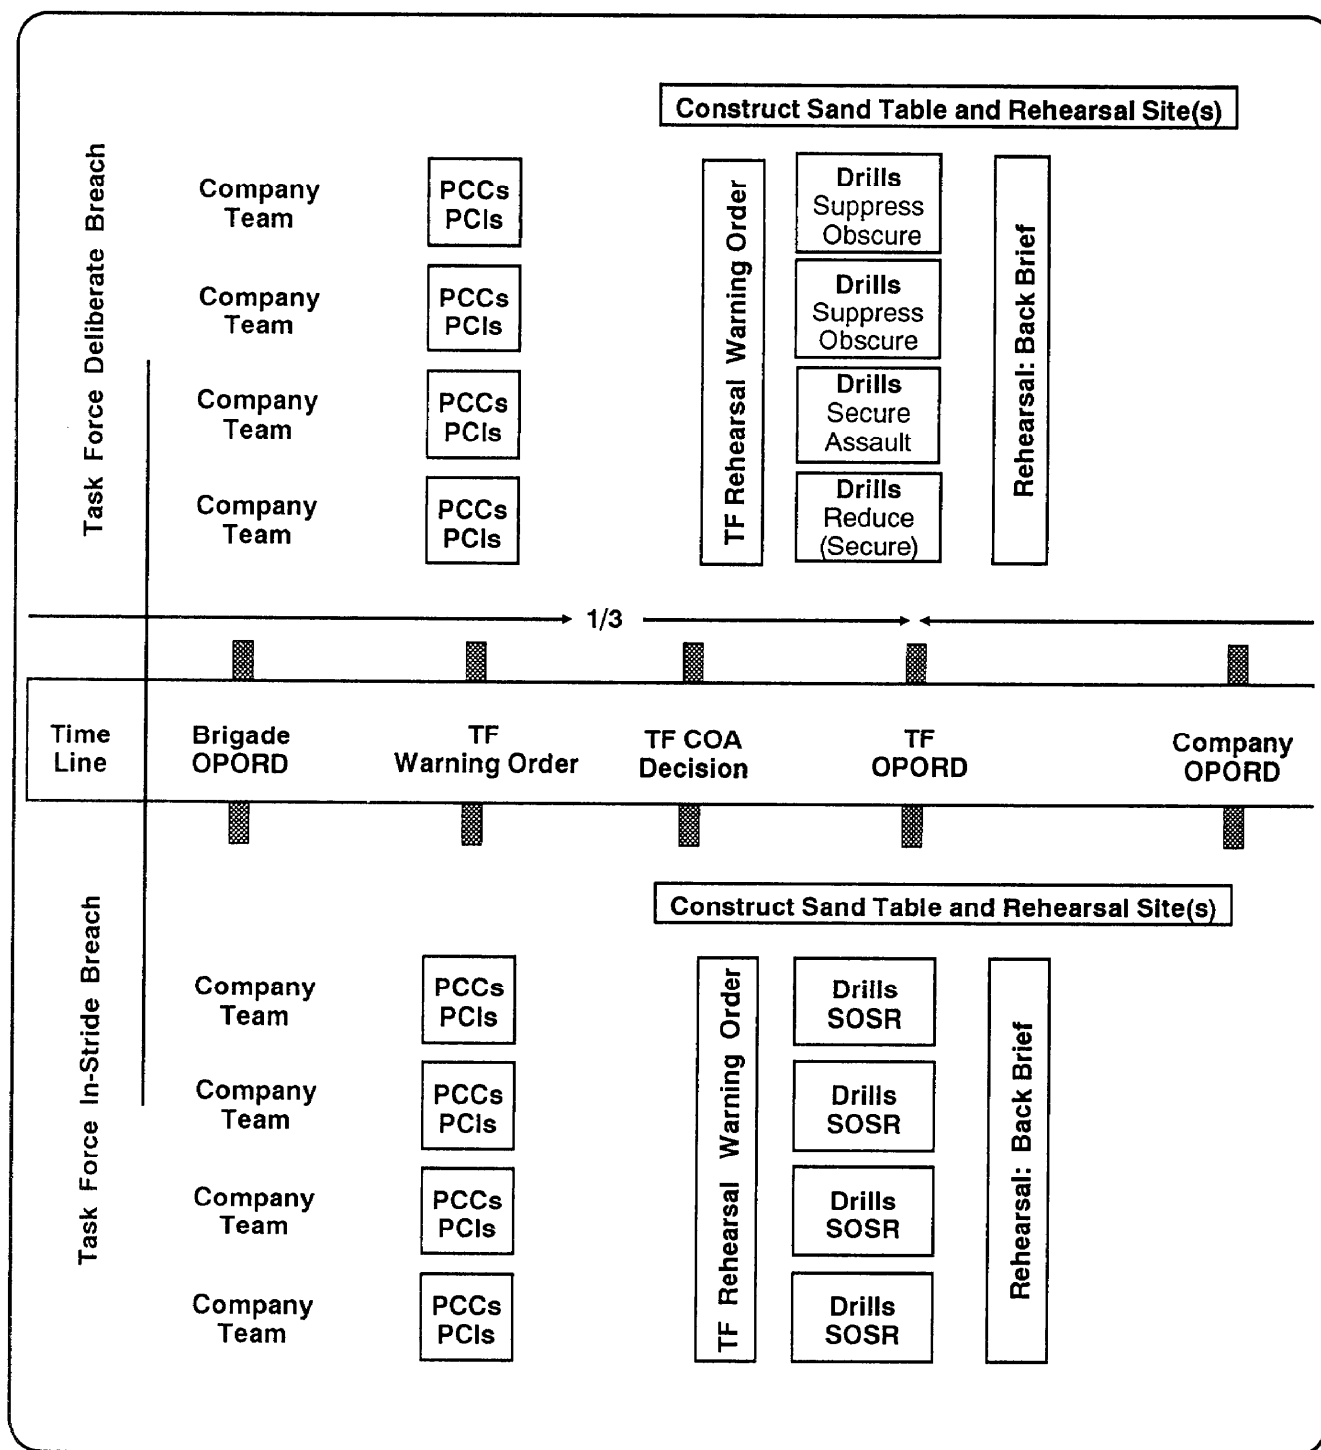 Construct Sand Table and Rehearsal Site(s)
Task Force Deliberate Breach
Company
Team
PCCs
PCIs
TF Rehearsal Warning Order
Drills
Suppress
Obscure
Rehearsal: Back Brief
Company
Team
PCCs
PCIs
Drills
Suppress
Obscure
Company
Team
PCCs
PCIs
Drills
Secure
Assault
Company
Team
PCCs
PCIs
Drills
Reduce
(Secure)
1/3
Time
Line
Brigade
OPORD
TF
Warning Order
TF COA
Decision
TF
OPORD
Company
OPORD
Construct Sand Table and Rehearsal Site(s)
Task Force In-Stride Breach
Company
Team
PCCs
PCIs
TF Rehearsal Warning Order
Drills
SOSR
Rehearsal: Back Brief
Company
Team
PCCs
PCIs
Drills
SOSR
Company
Team
PCCs
PCIs
Drills
SOSR
Company
Team
PCCs
PCIs
Drills
SOSR